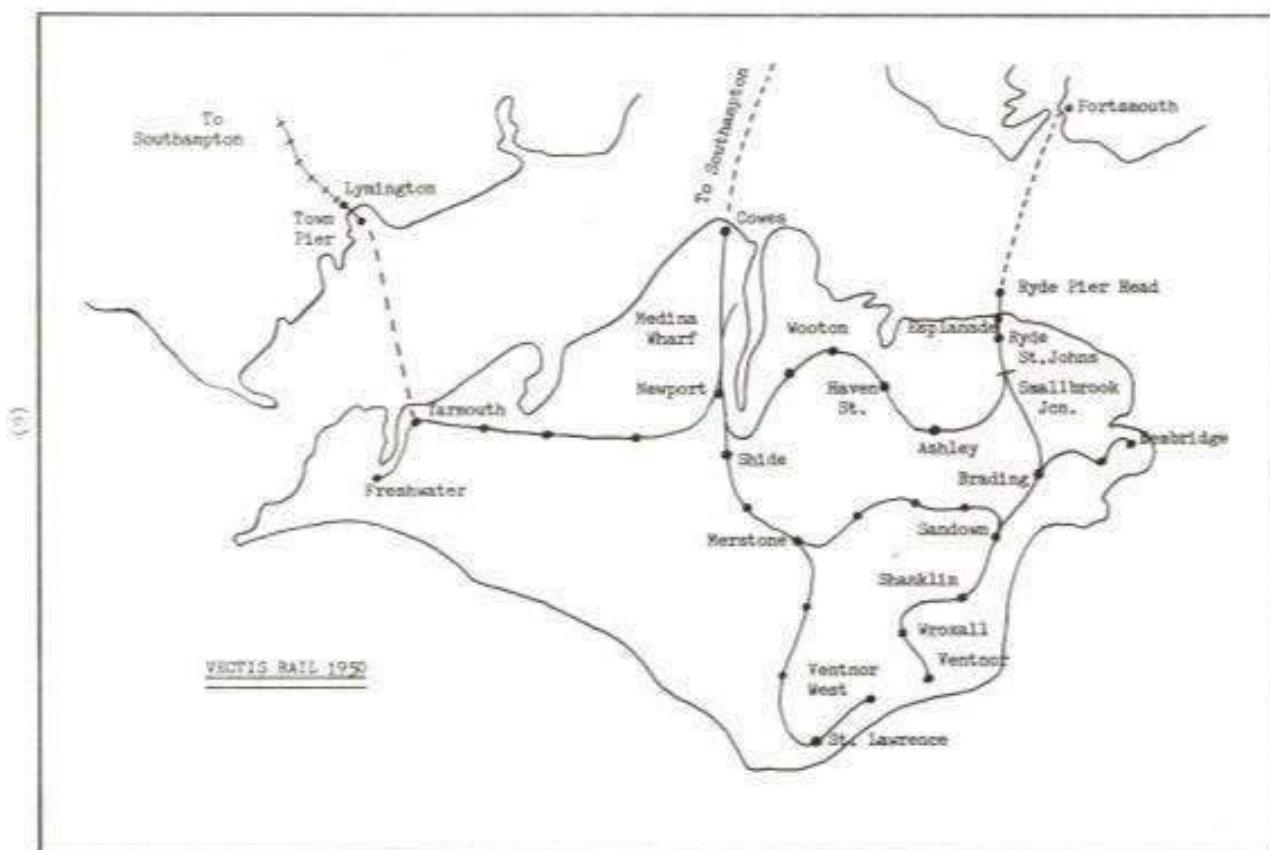 To
Southampton
Lymington
Town
Pier
To Southampton
Portsmouth
Cowes
Ryde Pier Head
Medina
Wharf
Wooton
Esplanade
Ryde
St.Johns
Newport
Haven
St.
Smallbrook
Jcn.
Yarmouth
Ashley
Bembridge
Shide
Brading
Freshwater
Sandown
Merstone
Shanklin
Wroxall
VECTIS RAIL 1950
Ventnor
West
Ventnor
St. Lawrence
(9)